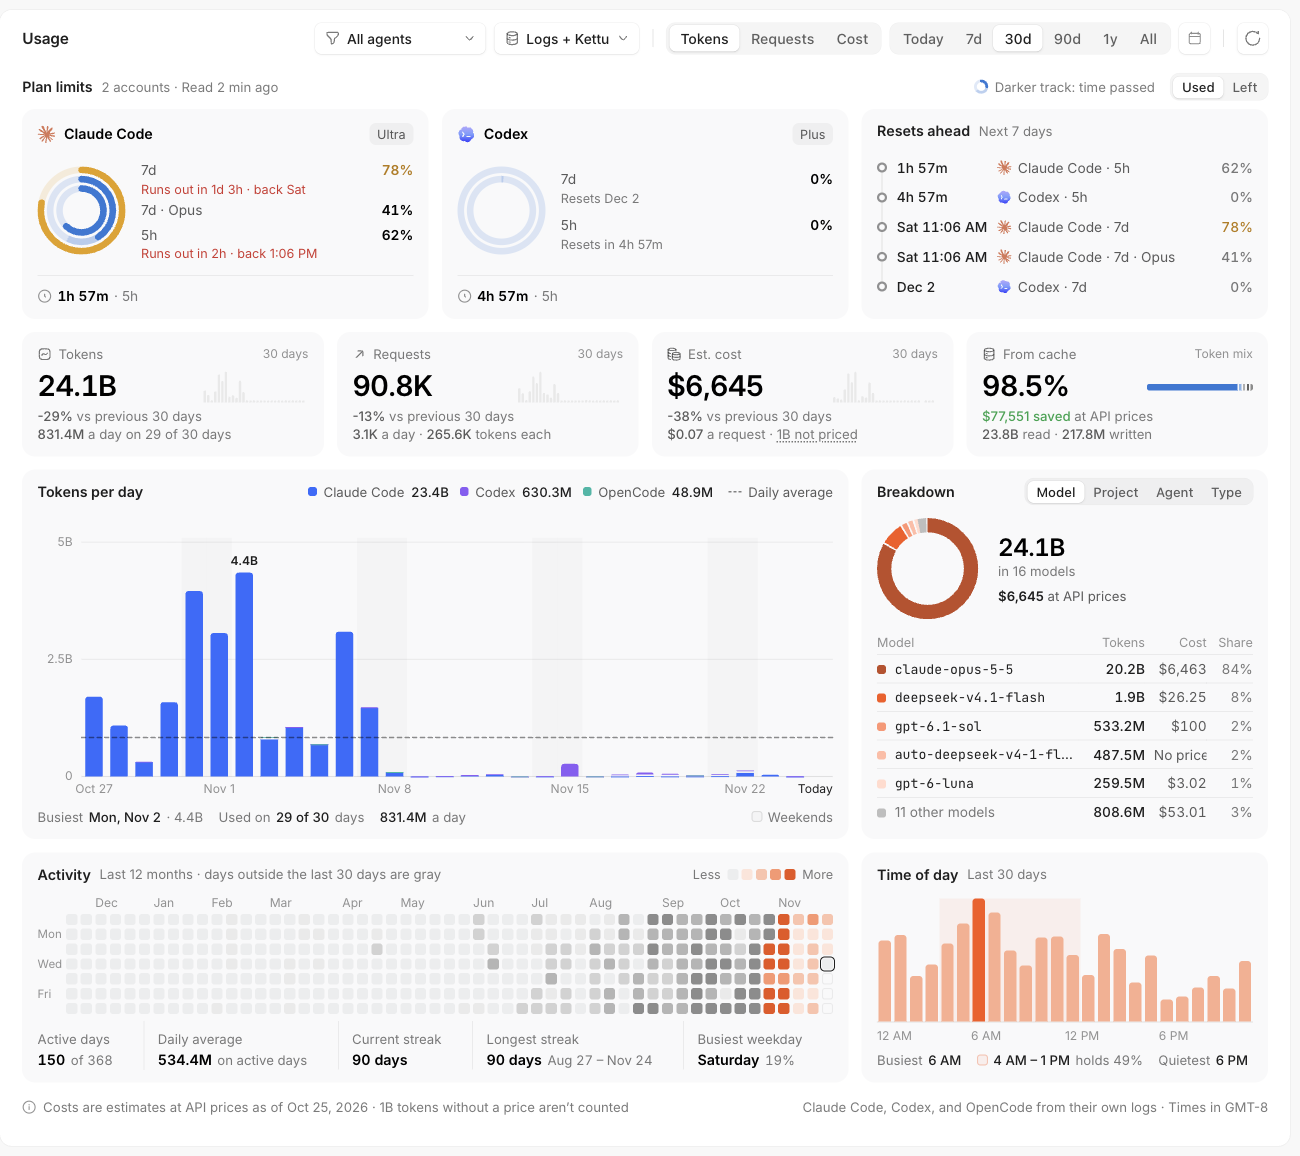 Usage
All agents
Logs + Kettu
Tokens Requests Cost
Today 7d 30d 90d 1y All
Plan limits 2 accounts · Read 2 min ago
Darker track: time passed
Used Left
Claude Code Ultra
7d 78%
Runs out in 1d 3h · back Sat
7d · Opus 41%
5h 62%
Runs out in 2h · back 1:06 PM
1h 57m · 5h
Codex Plus
7d 0%
Resets Dec 2
5h 0%
Resets in 4h 57m
4h 57m · 5h
Resets ahead Next 7 days
1h 57m Claude Code · 5h 62%
4h 57m Codex · 5h 0%
Sat 11:06 AM Claude Code · 7d 78%
Sat 11:06 AM Claude Code · 7d · Opus 41%
Dec 2 Codex · 7d 0%
Tokens 30 days
24.1B
-29% vs previous 30 days
831.4M a day on 29 of 30 days
Requests 30 days
90.8K
-13% vs previous 30 days
3.1K a day · 265.6K tokens each
Est. cost 30 days
$6,645
-38% vs previous 30 days
$0.07 a request · 1B not priced
From cache Token mix
98.5%
$77,551 saved at API prices
23.8B read · 217.8M written
Tokens per day
Claude Code 23.4B Codex 630.3M OpenCode 48.9M --- Daily average
5B
4.4B
2.5B
0
Oct 27 Nov 1 Nov 8 Nov 15 Nov 22 Today
Busiest Mon, Nov 2 · 4.4B Used on 29 of 30 days 831.4M a day
Weekends
Breakdown
Model Project Agent Type
24.1B
in 16 models
$6,645 at API prices
Model Tokens Cost Share
claude-opus-5-5 20.2B $6,463 84%
deepseek-v4.1-flash 1.9B $26.25 8%
gpt-6.1-sol 533.2M $100 2%
auto-deepseek-v4-1-fl... 487.5M No price 2%
gpt-6-luna 259.5M $3.02 1%
11 other models 808.6M $53.01 3%
Activity Last 12 months · days outside the last 30 days are gray
Less More
Dec Jan Feb Mar Apr May Jun Jul Aug Sep Oct Nov
Mon
Wed
Fri
Active days
150 of 368
Daily average
534.4M on active days
Current streak
90 days
Longest streak
90 days Aug 27 – Nov 24
Busiest weekday
Saturday 19%
Time of day Last 30 days
12 AM 6 AM 12 PM 6 PM
Busiest 6 AM 4 AM – 1 PM holds 49% Quietest 6 PM
Costs are estimates at API prices as of Oct 25, 2026 · 1B tokens without a price aren't counted
Claude Code, Codex, and OpenCode from their own logs · Times in GMT-8